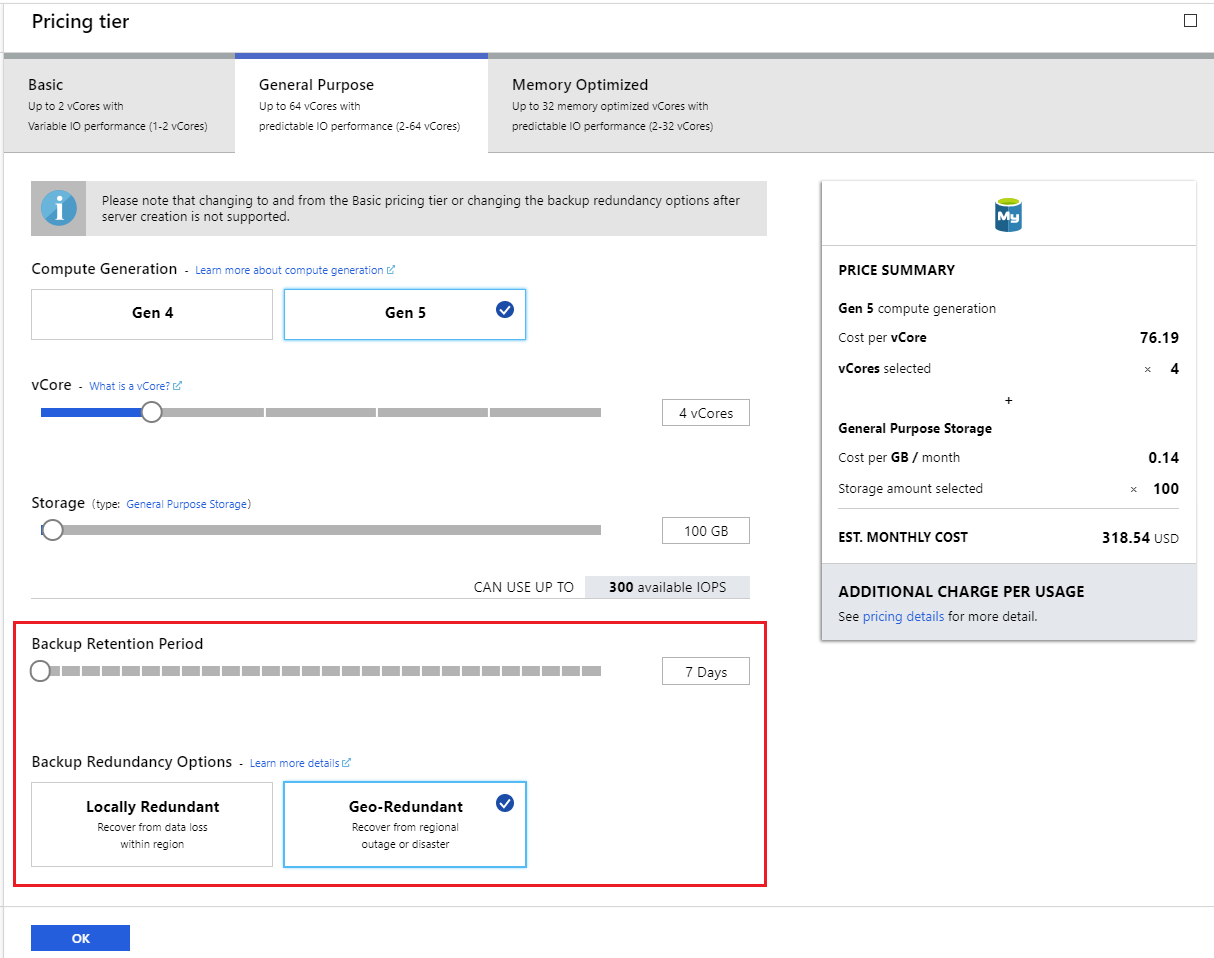 Pricing tier
Basic
Up to 2 vCores with
Variable IO performance (1-2 vCores)
General Purpose
Up to 64 vCores with
predictable IO performance (2-64 vCores)
Memory Optimized
Up to 32 memory optimized vCores with
predictable IO performance (2-32 vCores)
Please note that changing to and from the Basic pricing tier or changing the backup redundancy options after
server creation is not supported.
Compute Generation - Learn more about compute generation
Gen 4
Gen 5
vCore - What is a vCore?
4 vCores
Storage (type: General Purpose Storage)
100 GB
CAN USE UP TO 300 available IOPS
Backup Retention Period
7 Days
Backup Redundancy Options - Learn more details
Locally Redundant
Recover from data loss
within region
Geo-Redundant
Recover from regional
outage or disaster
OK
My
PRICE SUMMARY
Gen 5 compute generation
Cost per vCore 76.19
vCores selected × 4
+
General Purpose Storage
Cost per GB / month 0.14
Storage amount selected × 100
EST. MONTHLY COST 318.54 USD
ADDITIONAL CHARGE PER USAGE
See pricing details for more detail.